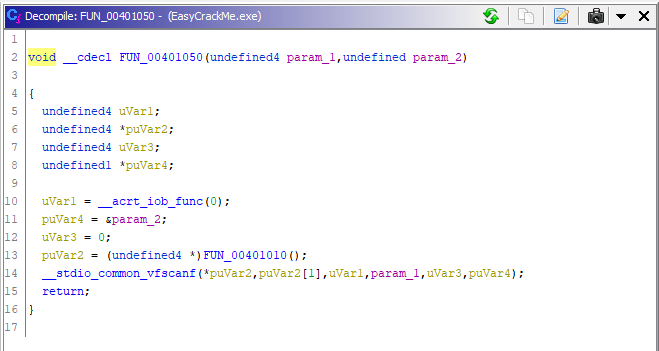 Decompile: FUN_00401050 - (EasyCrackMe.exe)
1
2 void __cdecl FUN_00401050(undefined4 param_1,undefined param_2)
3
4 {
5 undefined4 uVar1;
6 undefined4 *puVar2;
7 undefined4 uVar3;
8 undefined1 *puVar4;
9
10 uVar1 = __acrt_iob_func(0);
11 puVar4 = &param_2;
12 uVar3 = 0;
13 puVar2 = (undefined4 *)FUN_00401010();
14 __stdio_common_vfscanf(*puVar2,puVar2[1],uVar1,param_1,uVar3,puVar4);
15 return;
16 }
17